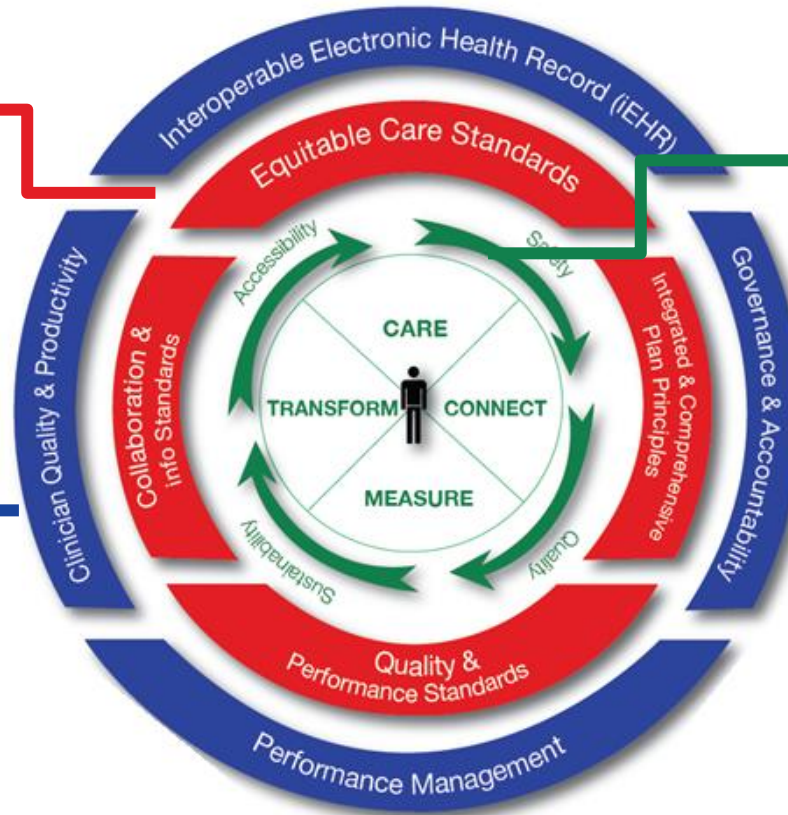 Interoperable Electronic Health Record (iEHR)
Equitable Care Standards
Accessibility
Safety
Clinician Quality & Productivity
Collaboration &
info Standards
CARE
TRANSFORM
CONNECT
MEASURE
Integrated & Comprehensive
Plan Principles
Governance & Accountability
Sustainability
Quality
Quality &
Performance Standards
Performance Management